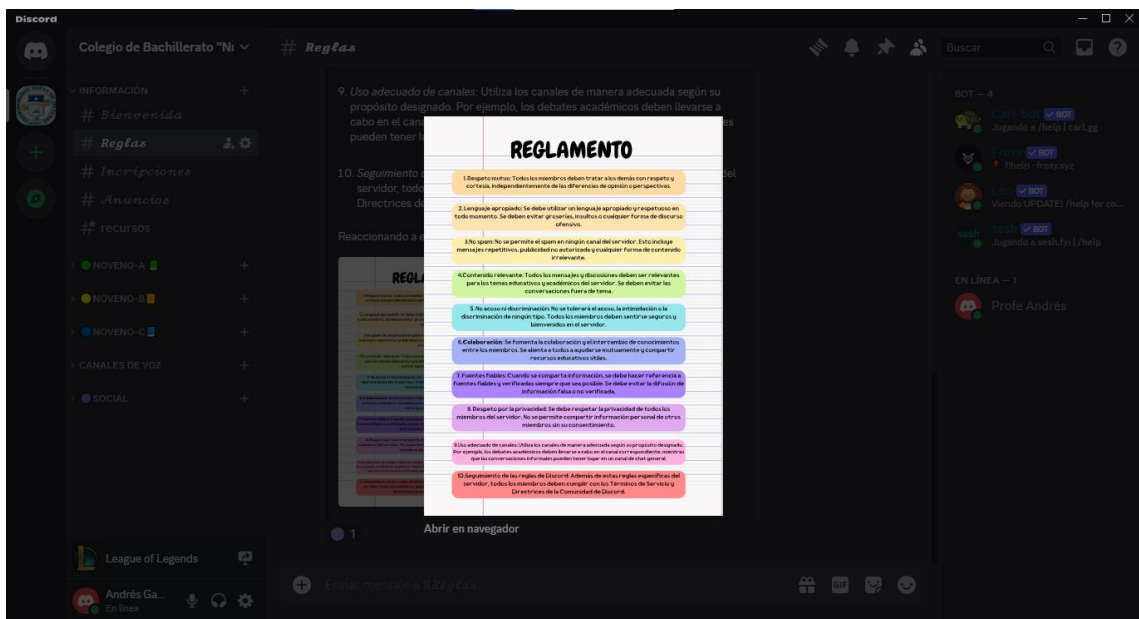 Discord
Colegio de Bachillerato "Nu
INFORMACIÓN
# Bienvenida
# Reglas
# Incripciones
# Anuncios
# recursos
NOVENO-A
NOVENO-B
NOVENO-C
CANALES DE VOZ
SOCIAL
League of Legends
Andrés Ga...
En línea
# Reglas
Buscar
9. Uso adecuado de canales: Utiliza los canales de manera adecuada según su
propósito designado. Por ejemplo, los debates académicos deben llevarse a
cabo en el cana
es
pueden tener l
10. Seguimiento
del
servidor, todo
Directrices de
Reaccionando a e
REGL
REGLAMENTO
1.Respeto mutuo: Todos los miembros deben tratar a los demás con respeto y
cortesía, independientemente de las diferencias de opinión o perspectivas.
2. Lenguaje apropiado: Se debe utilizar un lenguaje apropiado y respetuoso en
todo momento. Se deben evitar groserías, insultos o cualquier forma de discurso
ofensivo.
3.No spam: No se permite el spam en ningún canal del servidor. Esto incluye
mensajes repetitivos, publicidad no autorizada y cualquier forma de contenido
irrelevante.
4.Contenido relevante: Todos los mensajes y discusiones deben ser relevantes
para los temas educativos y académicos del servidor. Se deben evitar las
conversaciones fuera de tema.
5. No acoso ni discriminación: No se tolerará el acoso, la intimidación o la
discriminación de ningún tipo. Todos los miembros deben sentirse seguros y
bienvenidos en el servidor.
6.Colaboración: Se fomenta la colaboración y el intercambio de conocimientos
entre los miembros. Se alienta a todos a ayudarse mutuamente y compartir
recursos educativos útiles.
7. Fuentes fiables: Cuando se comparta información, se debe hacer referencia a
fuentes fiables y verificadas siempre que sea posible. Se debe evitar la difusión de
información falsa o no verificada.
8. Respeto por la privacidad: Se debe respetar la privacidad de todos los
miembros del servidor. No se permite compartir información personal de otros
miembros sin su consentimiento.
9.Uso adecuado de canales: Utiliza los canales de manera adecuada según su propósito designado.
Por ejemplo, los debates académicos deben llevarse a cabo en el canal correspondiente, mientras
que las conversaciones informales pueden tener lugar en un canal de chat general.
10.Seguimiento de las reglas de Discord: Además de estas reglas específicas del
servidor, todos los miembros deben cumplir con los Términos de Servicio y
Directrices de la Comunidad de Discord.
Abrir en navegador
1
Enviar mensaje a #Reglas
GIF
BOT — 4
Carl-bot BOT
Jugando a /help | carl.gg
Froxy BOT
f!help - froxy.xyz
Leo BOT
Viendo UPDATE! /help for co...
sesh
sesh BOT
Jugando a sesh.fyi | /help
EN LÍNEA — 1
Profe Andrés